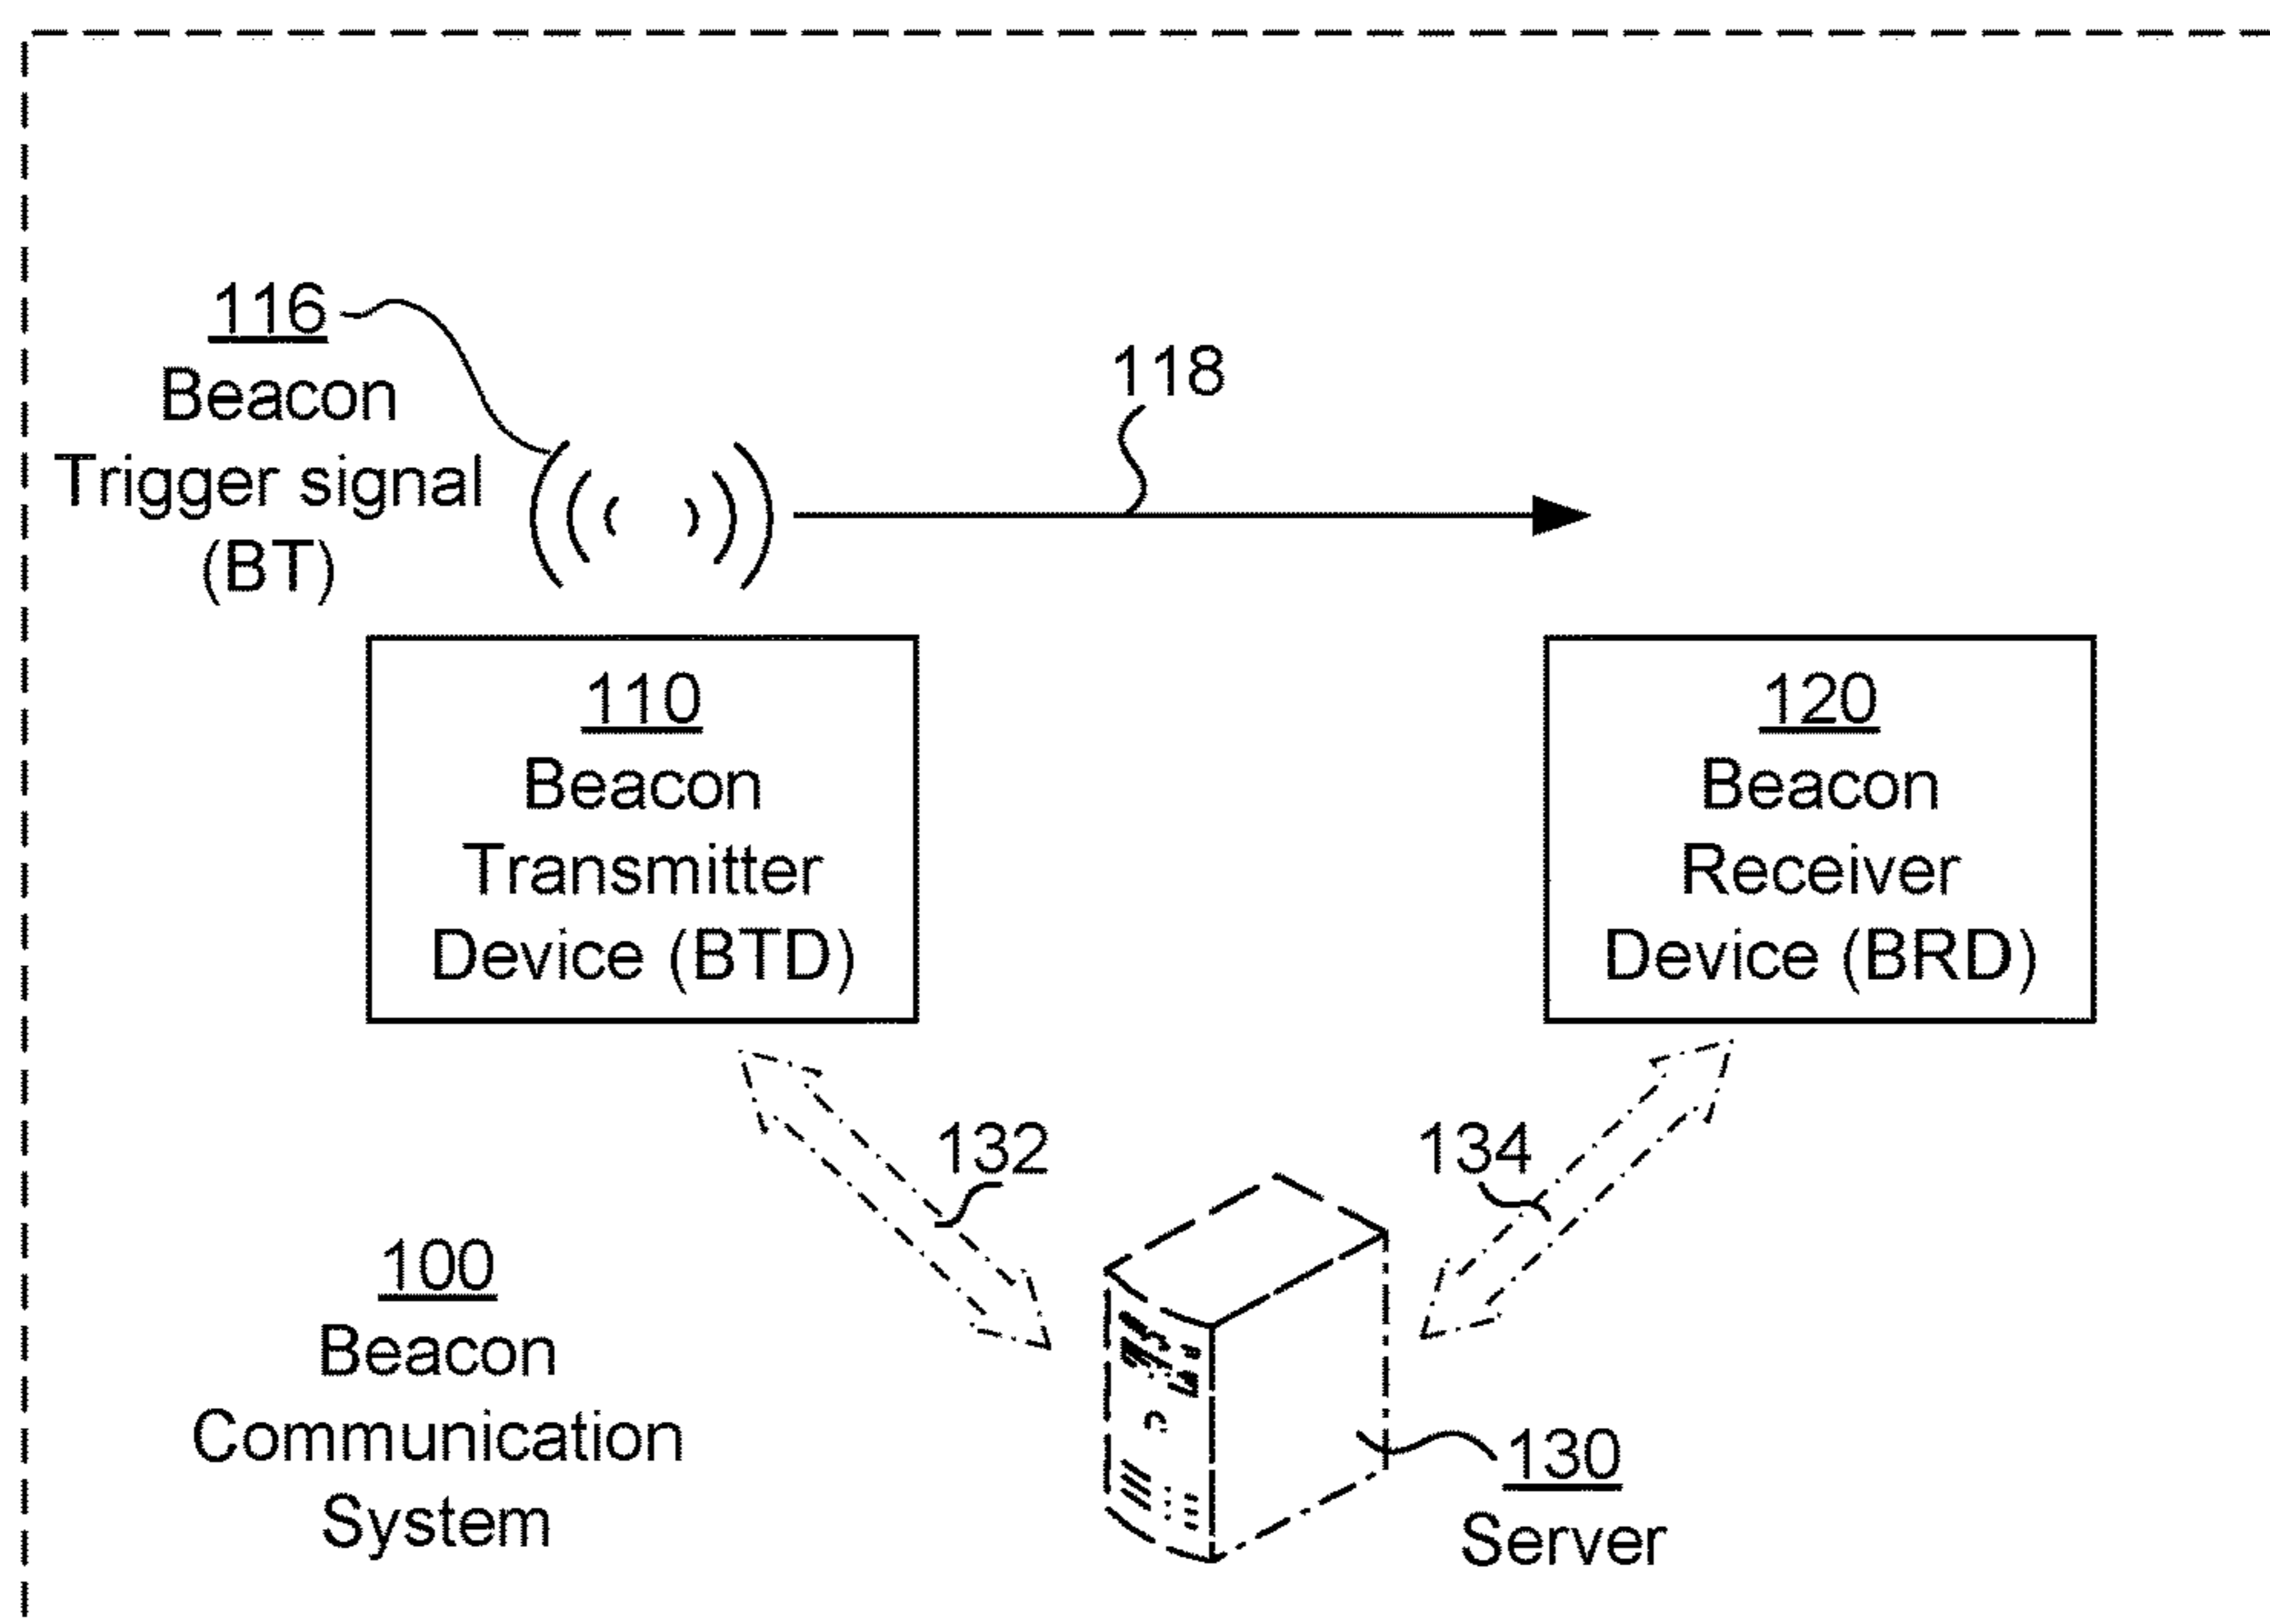 116
Beacon
Trigger signal
(BT)
118
110
Beacon
Transmitter
Device (BTD)
120
Beacon
Receiver
Device (BRD)
132
134
100
Beacon
Communication
System
130
Server